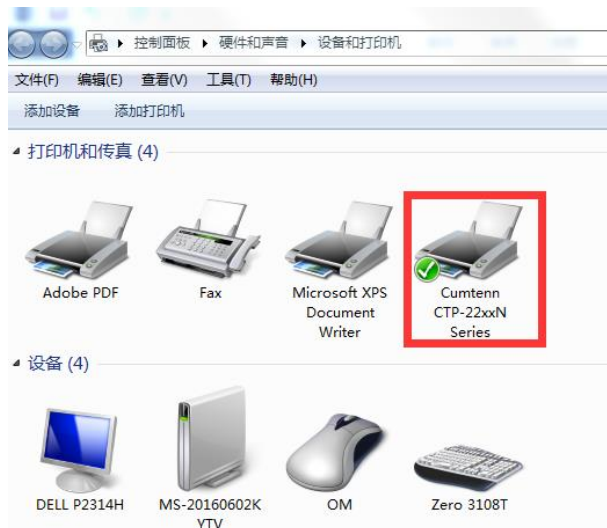 控制面板 ▸ 硬件和声音 ▸ 设备和打印机
文件(F) 编辑(E) 查看(V) 工具(T) 帮助(H)
添加设备 添加打印机
打印机和传真 (4)
Adobe PDF
Fax
Microsoft XPS
Document
Writer
Cumtenn
CTP-22xxN
Series
设备 (4)
DELL P2314H
MS-20160602K
YTV
OM
Zero 3108T